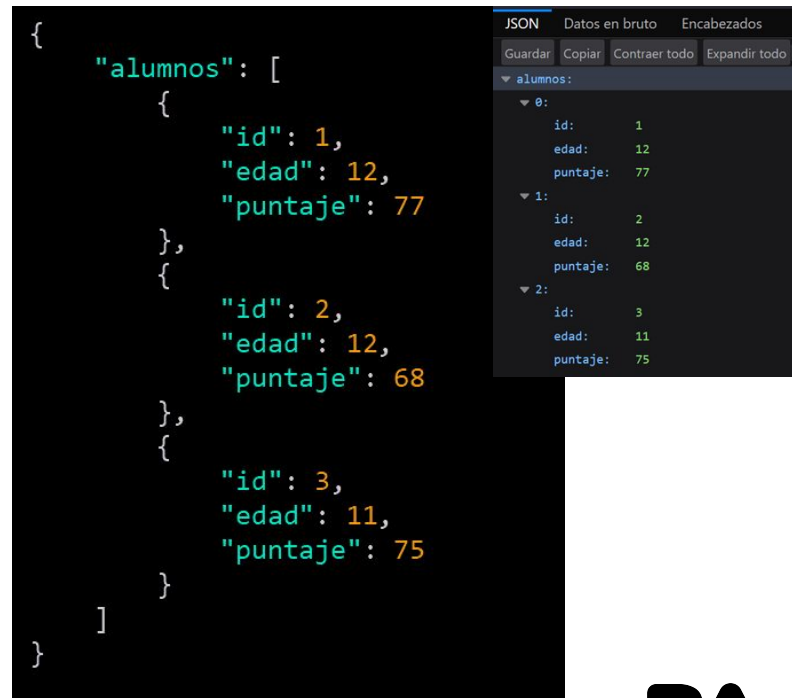 {
"alumnos": [
{
"id": 1,
"edad": 12,
"puntaje": 77
},
{
"id": 2,
"edad": 12,
"puntaje": 68
},
{
"id": 3,
"edad": 11,
"puntaje": 75
}
]
}
JSON Datos en bruto Encabezados
Guardar Copiar Contraer todo Expandir todo
alumnos:
0:
id: 1
edad: 12
puntaje: 77
1:
id: 2
edad: 12
puntaje: 68
2:
id: 3
edad: 11
puntaje: 75